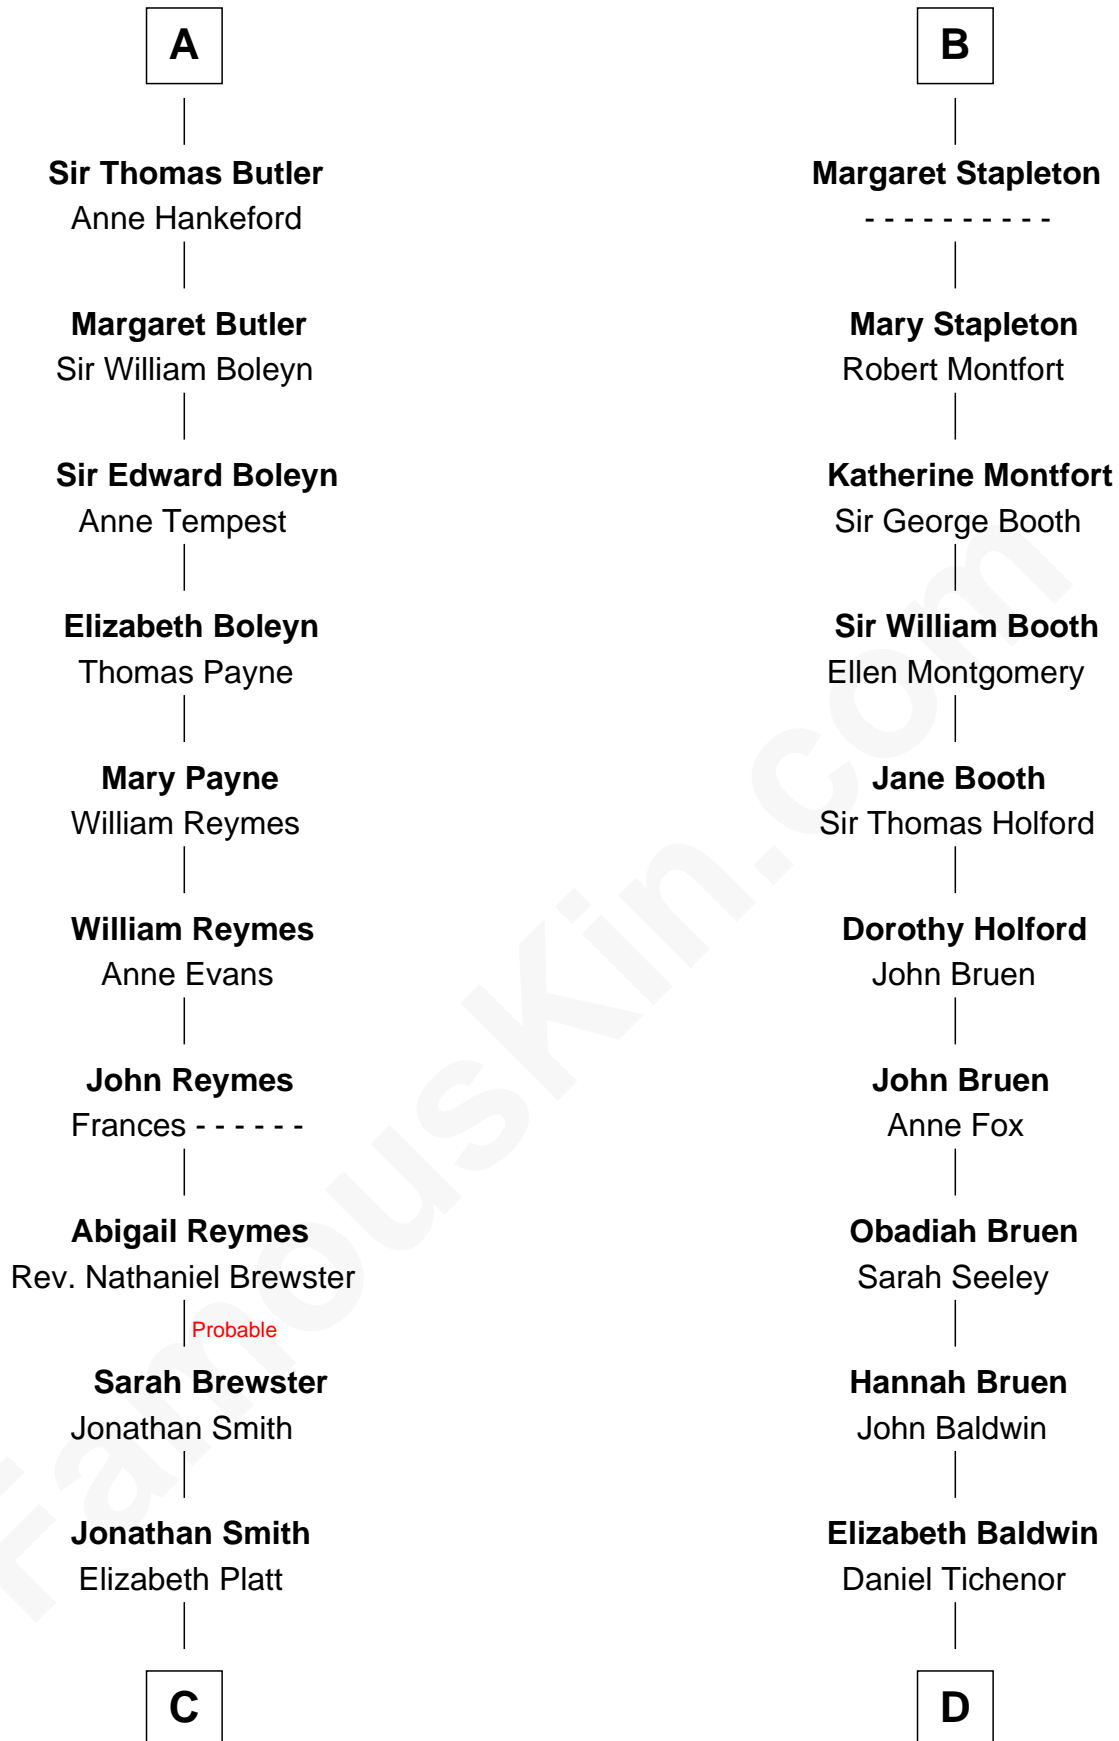 A
Sir Thomas Butler
Anne Hankeford
Margaret Butler
Sir William Boleyn
Sir Edward Boleyn
Anne Tempest
Elizabeth Boleyn
Thomas Payne
Mary Payne
William Reymes
William Reymes
Anne Evans
John Reymes
Frances - - - - - -
Abigail Reymes
Rev. Nathaniel Brewster
Probable
Sarah Brewster
Jonathan Smith
Jonathan Smith
Elizabeth Platt
C
B
Margaret Stapleton
- - - - - - - - - -
Mary Stapleton
Robert Montfort
Katherine Montfort
Sir George Booth
Sir William Booth
Ellen Montgomery
Jane Booth
Sir Thomas Holford
Dorothy Holford
John Bruen
John Bruen
Anne Fox
Obadiah Bruen
Sarah Seeley
Hannah Bruen
John Baldwin
Elizabeth Baldwin
Daniel Tichenor
D
FamousKin.com